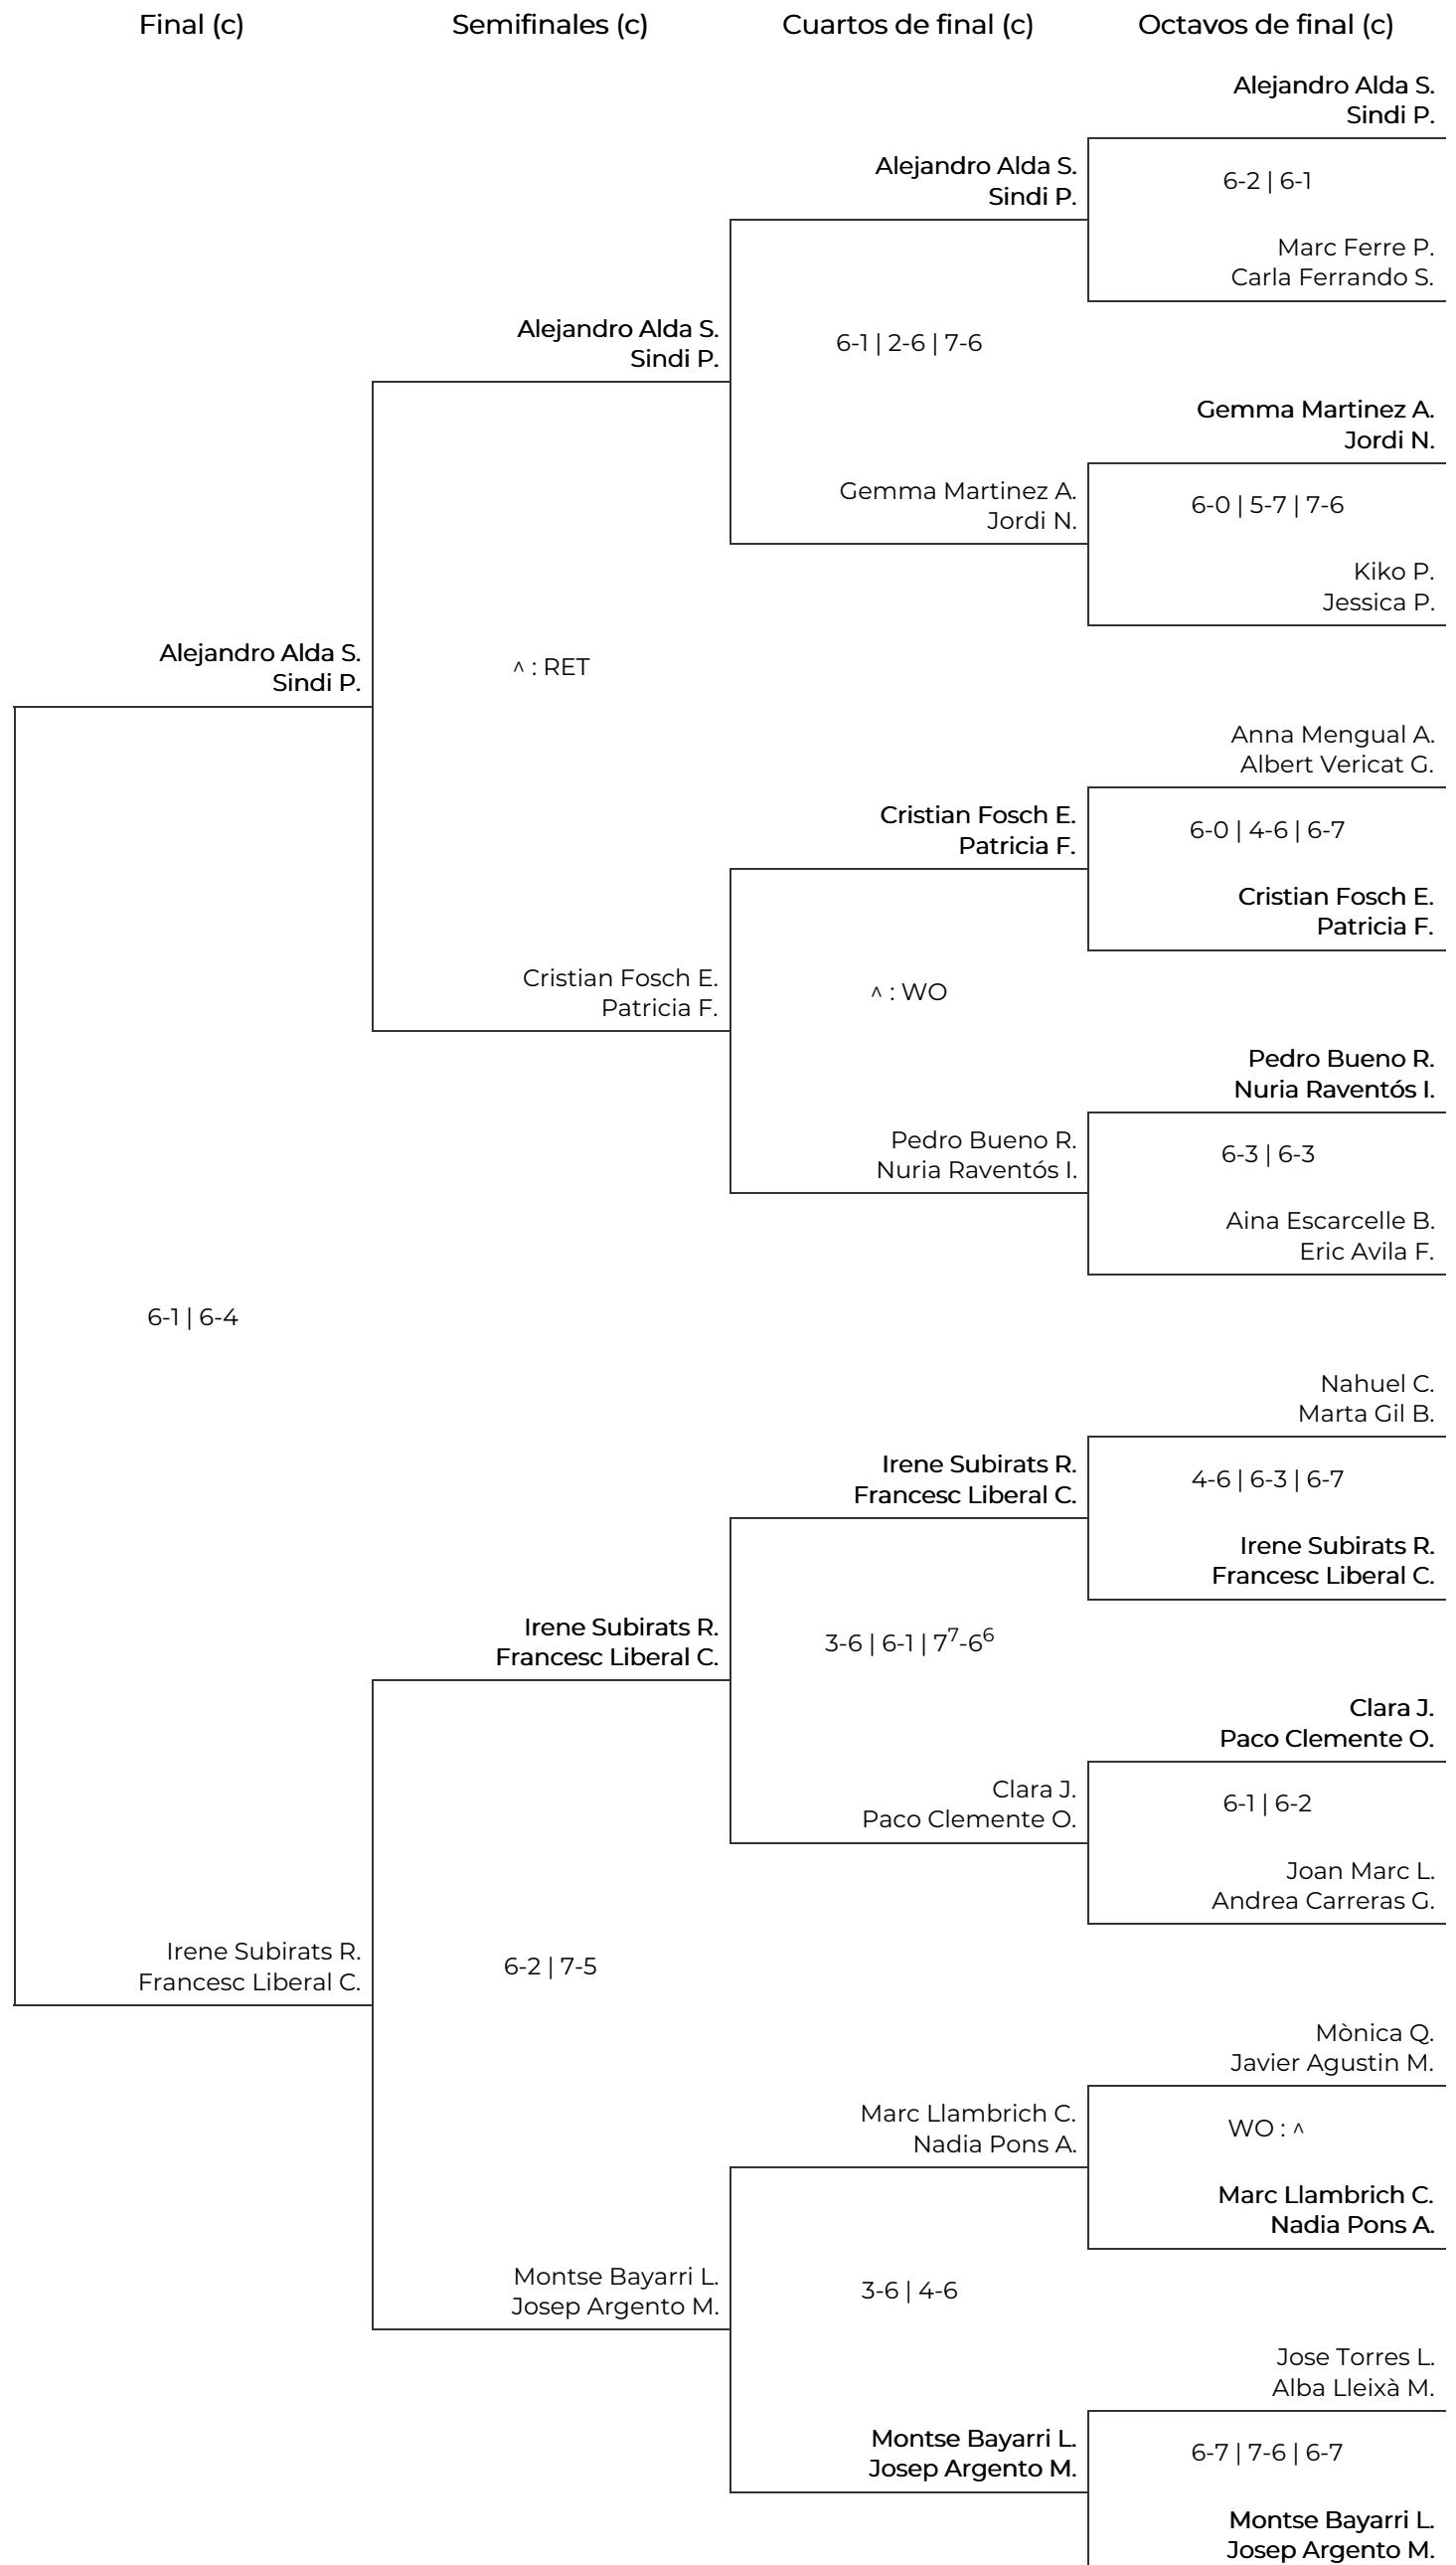 Final (c)
Semifinales (c)
Cuartos de final (c)
Octavos de final (c)
Alejandro Alda S.
Sindi P.
Alejandro Alda S.
Sindi P.
6-2 | 6-1
Marc Ferre P.
Carla Ferrando S.
Alejandro Alda S.
Sindi P.
6-1 | 2-6 | 7-6
Gemma Martinez A.
Jordi N.
Gemma Martinez A.
Jordi N.
6-0 | 5-7 | 7-6
Kiko P.
Jessica P.
Alejandro Alda S.
Sindi P.
^ : RET
Anna Mengual A.
Albert Vericat G.
Cristian Fosch E.
Patricia F.
6-0 | 4-6 | 6-7
Cristian Fosch E.
Patricia F.
Cristian Fosch E.
Patricia F.
^ : WO
Pedro Bueno R.
Nuria Raventós I.
Pedro Bueno R.
Nuria Raventós I.
6-3 | 6-3
Aina Escarcelle B.
Eric Avila F.
6-1 | 6-4
Nahuel C.
Marta Gil B.
Irene Subirats R.
Francesc Liberal C.
4-6 | 6-3 | 6-7
Irene Subirats R.
Francesc Liberal C.
Irene Subirats R.
Francesc Liberal C.
3-6 | 6-1 | 7⁷-6⁶
Clara J.
Paco Clemente O.
Clara J.
Paco Clemente O.
6-1 | 6-2
Joan Marc L.
Andrea Carreras G.
Irene Subirats R.
Francesc Liberal C.
6-2 | 7-5
Mònica Q.
Javier Agustin M.
Marc Llambrich C.
Nadia Pons A.
WO : ^
Marc Llambrich C.
Nadia Pons A.
Montse Bayarri L.
Josep Argento M.
3-6 | 4-6
Jose Torres L.
Alba Lleixà M.
Montse Bayarri L.
Josep Argento M.
6-7 | 7-6 | 6-7
Montse Bayarri L.
Josep Argento M.